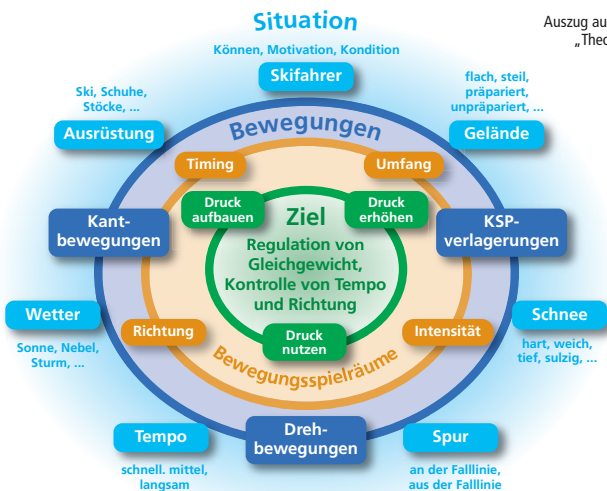 Situation
Auszug au
„Theo
Können, Motivation, Kondition
Skifahrer
Ski, Schuhe,
Stöcke, ...
Ausrüstung
flach, steil,
präpariert,
unpräpariert, ...
Gelände
Bewegungen
Timing
Umfang
Druck
aufbauen
Druck
erhöhen
Ziel
Regulation von
Gleichgewicht,
Kontrolle von Tempo
und Richtung
Kant-
bewegungen
KSP-
verlagerungen
Wetter
Sonne, Nebel,
Sturm, ...
Richtung
Druck
nutzen
Intensität
Schnee
hart, weich,
tief, sulzig, ...
Bewegungsspielräume
Tempo
schnell. mittel,
langsam
Dreh-
bewegungen
Spur
an der Falllinie,
aus der Falllinie